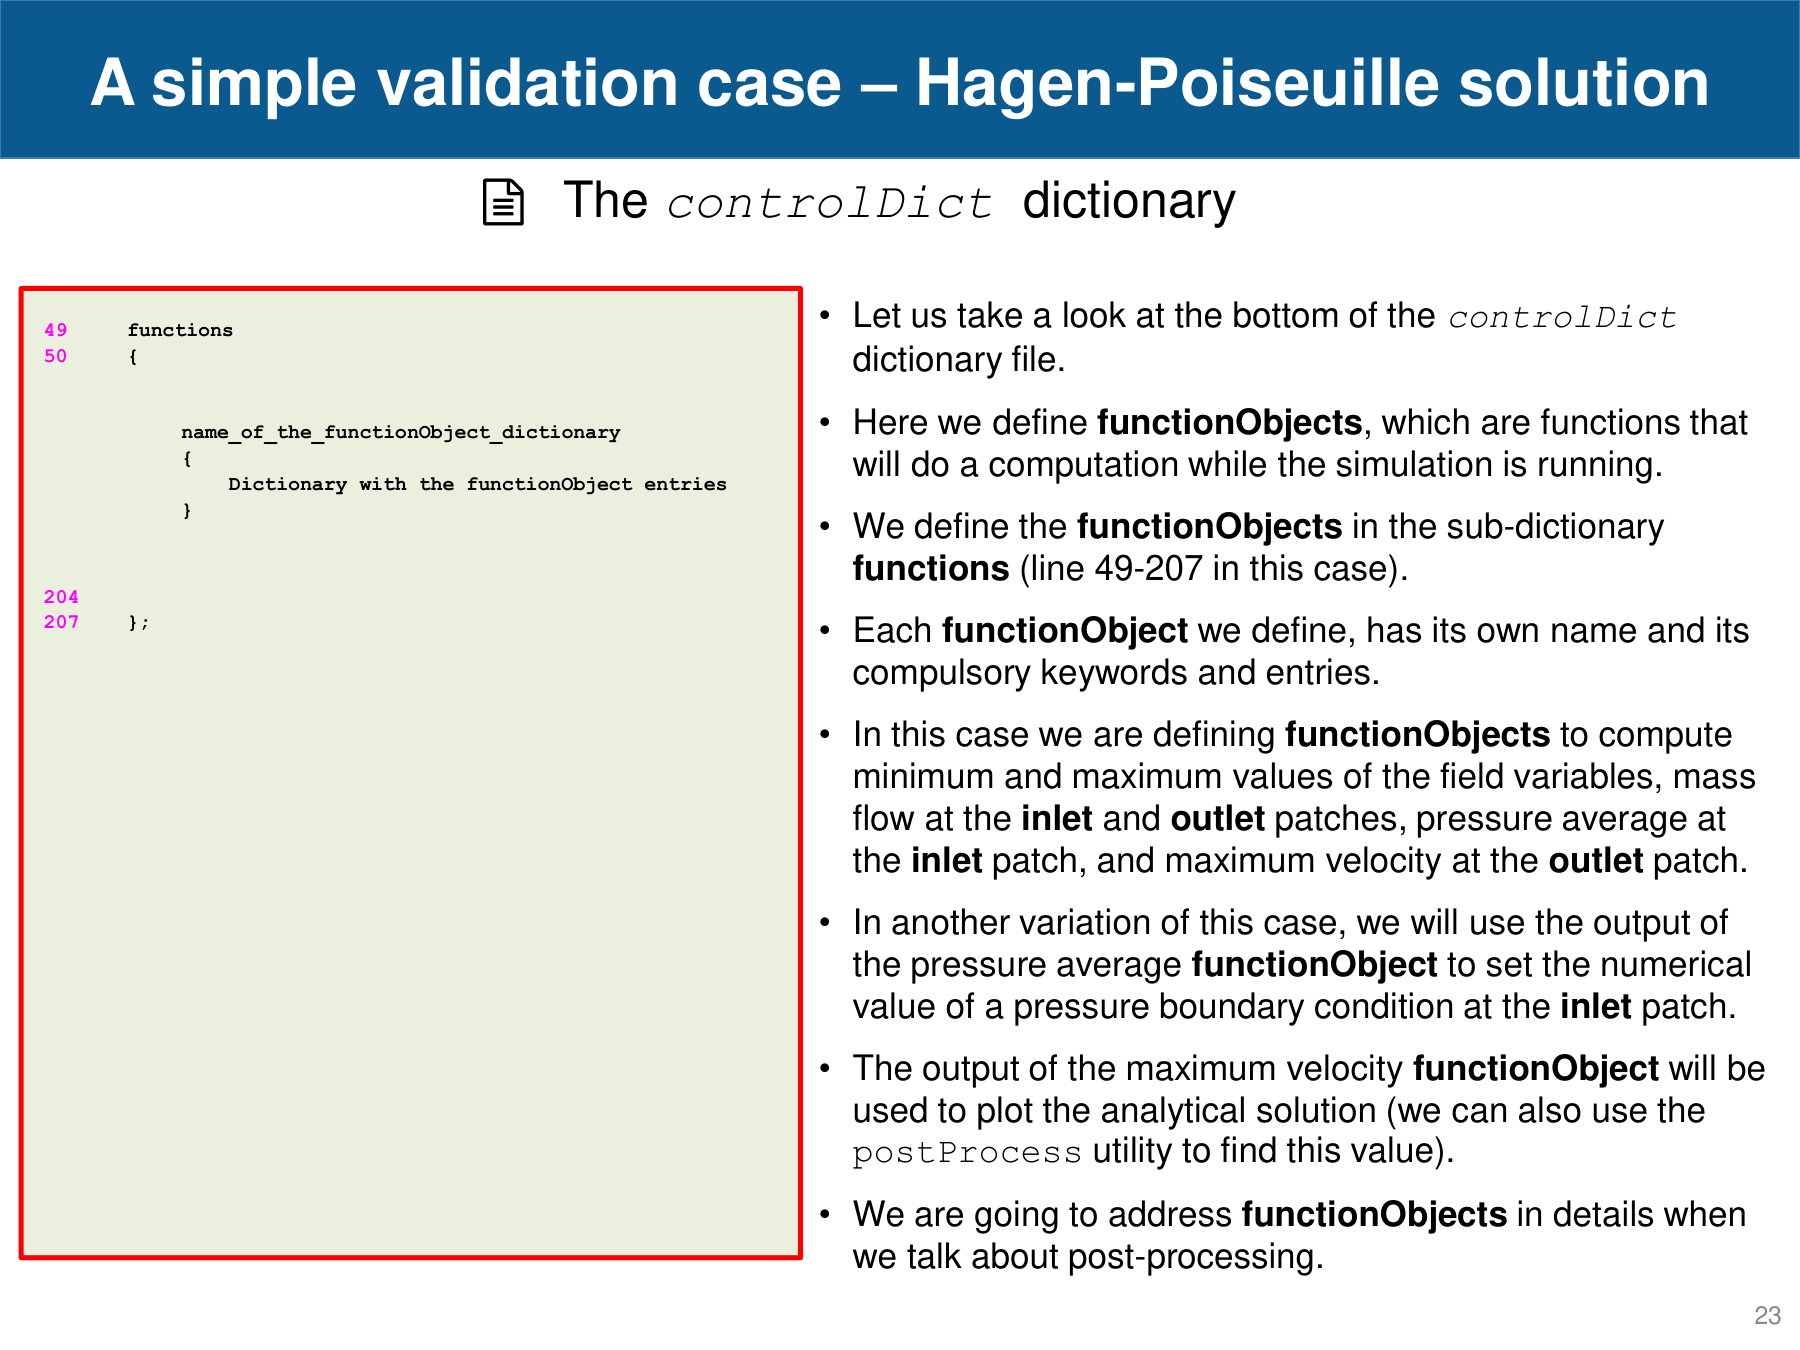 A simple validation case – Hagen-Poiseuille solution
The controlDict dictionary
49 functions
50 {
name_of_the_functionObject_dictionary
{
Dictionary with the functionObject entries
}
204
207 };
• Let us take a look at the bottom of the controlDict
dictionary file.
• Here we define functionObjects, which are functions that
will do a computation while the simulation is running.
• We define the functionObjects in the sub-dictionary
functions (line 49-207 in this case).
• Each functionObject we define, has its own name and its
compulsory keywords and entries.
• In this case we are defining functionObjects to compute
minimum and maximum values of the field variables, mass
flow at the inlet and outlet patches, pressure average at
the inlet patch, and maximum velocity at the outlet patch.
• In another variation of this case, we will use the output of
the pressure average functionObject to set the numerical
value of a pressure boundary condition at the inlet patch.
• The output of the maximum velocity functionObject will be
used to plot the analytical solution (we can also use the
postProcess utility to find this value).
• We are going to address functionObjects in details when
we talk about post-processing.
23